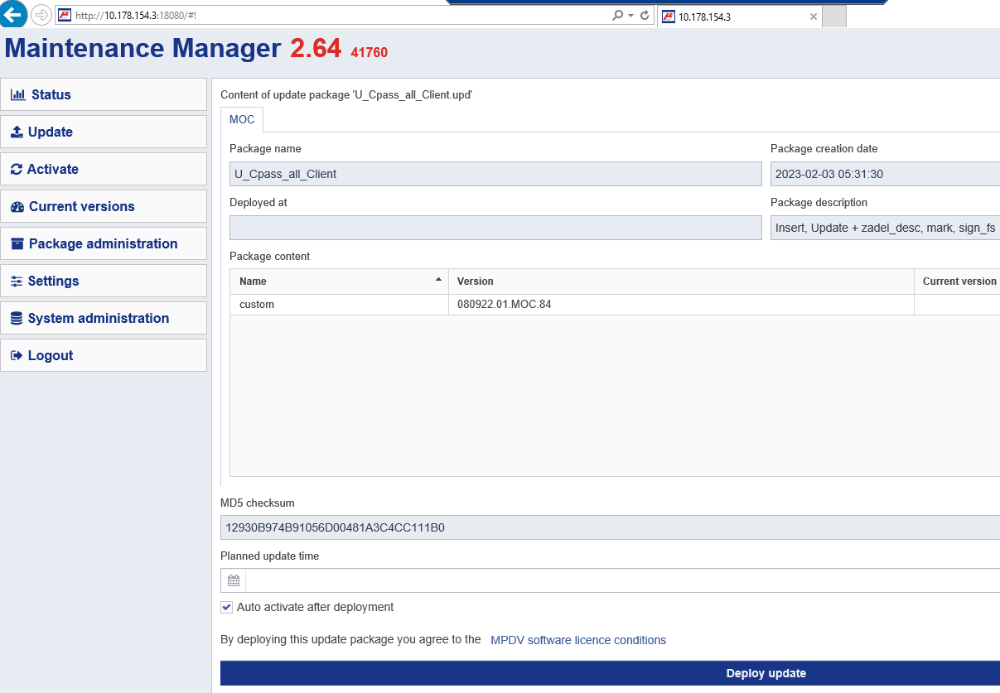 http://10.178.154.3:18080/#!
10.178.154.3
Maintenance Manager 2.64 41760
Status
Update
Activate
Current versions
Package administration
Settings
System administration
Logout
Content of update package 'U_Cpass_all_Client.upd'
MOC
Package name
Package creation date
U_Cpass_all_Client
2023-02-03 05:31:30
Deployed at
Package description
Insert, Update + zadel_desc, mark, sign_fs
Package content
Name
Version
Current version
custom
080922.01.MOC.84
MD5 checksum
12930B974B91056D00481A3C4CC111B0
Planned update time
Auto activate after deployment
By deploying this update package you agree to the MPDV software licence conditions
Deploy update